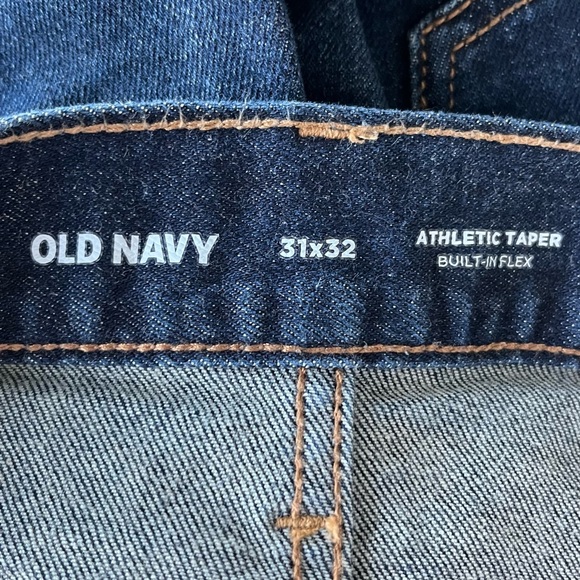 OLD NAVY
31x32
ATHLETIC TAPER
BUILT-IN FLEX